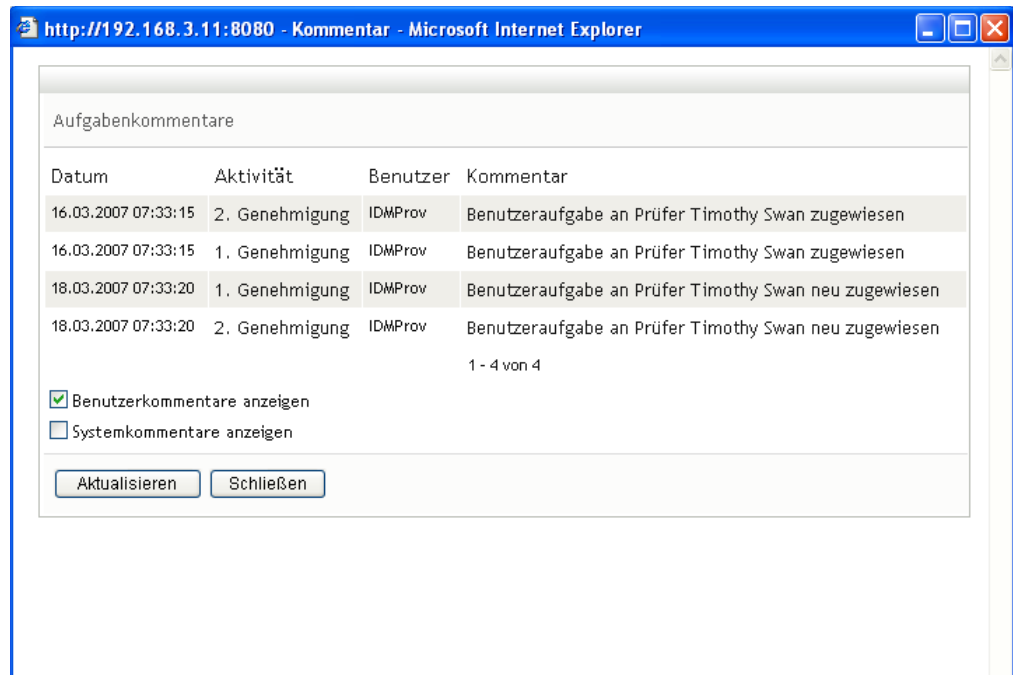 http://192.168.3.11:8080 - Kommentar - Microsoft Internet Explorer
Aufgabenkommentare
Datum Aktivität Benutzer Kommentar
16.03.2007 07:33:15 2. Genehmigung IDMProv Benutzeraufgabe an Prüfer Timothy Swan zugewiesen
16.03.2007 07:33:15 1. Genehmigung IDMProv Benutzeraufgabe an Prüfer Timothy Swan zugewiesen
18.03.2007 07:33:20 1. Genehmigung IDMProv Benutzeraufgabe an Prüfer Timothy Swan neu zugewiesen
18.03.2007 07:33:20 2. Genehmigung IDMProv Benutzeraufgabe an Prüfer Timothy Swan neu zugewiesen
1 - 4 von 4
Benutzerkommentare anzeigen
Systemkommentare anzeigen
Aktualisieren Schließen